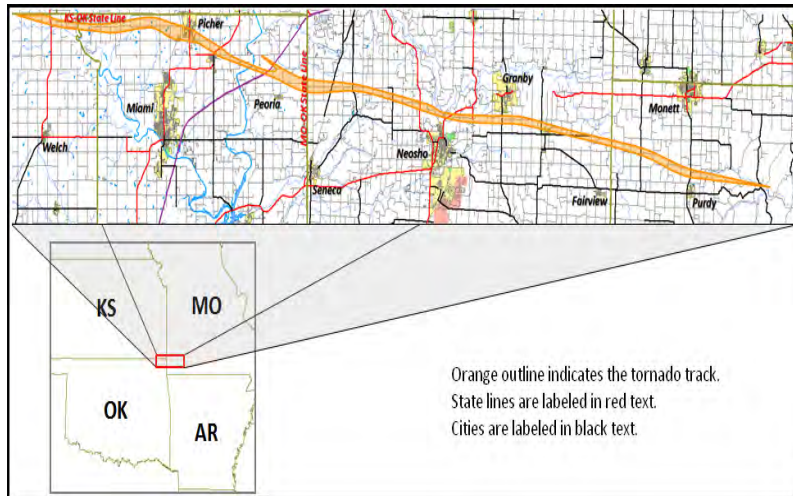 KS-OK State Line
Picher
MO-OK State Line
Granby
Miami
Peoria
Monett
Welch
Neosho
Seneca
Fairview
Purdy
KS
MO
OK
AR
Orange outline indicates the tornado track.
State lines are labeled in red text.
Cities are labeled in black text.